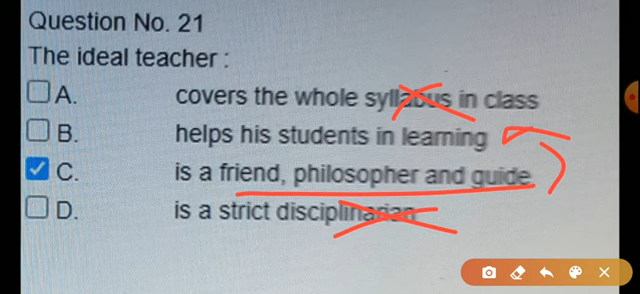 Question No. 21
The ideal teacher :
A. covers the whole syllabus in class
B. helps his students in learning
C. is a friend, philosopher and guide
D. is a strict disciplinarian